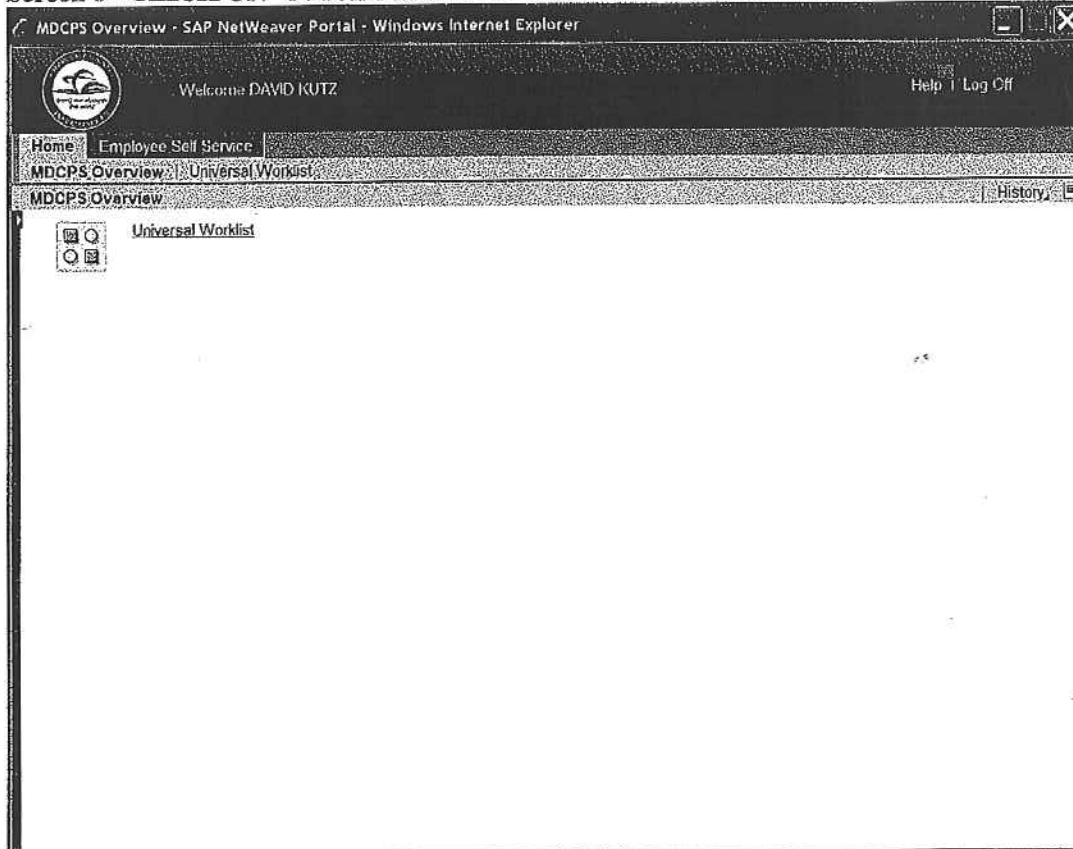 MDCPS Overview - SAP NetWeaver Portal - Windows Internet Explorer
Welcome DAVID KUTZ
Help | Log Off
Home Employee Self Service
MDCPS Overview | Universal Worklist
MDCPS Overview
| History,
Universal Worklist